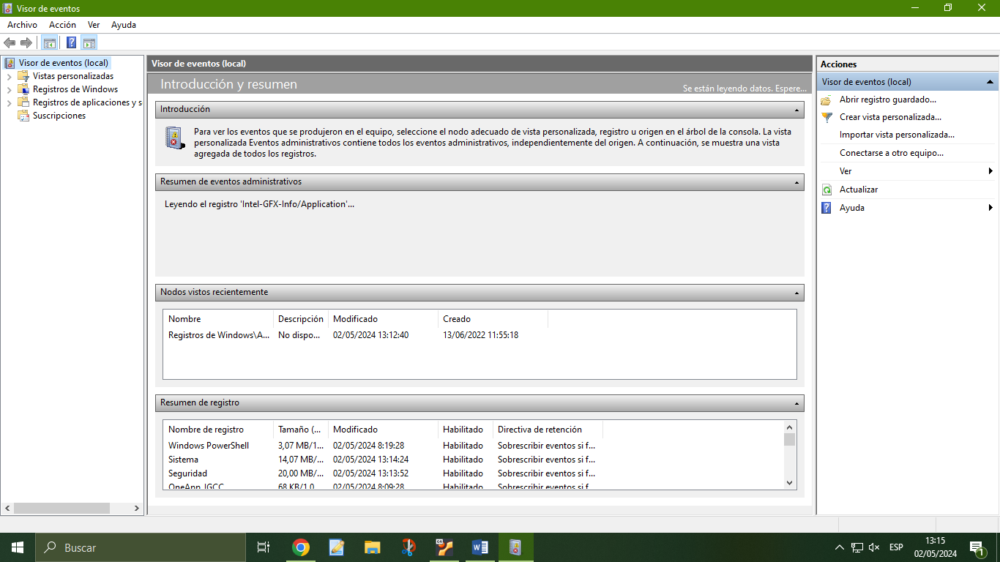 Visor de eventos
Archivo Acción Ver Ayuda
Visor de eventos (local)
Vistas personalizadas
Registros de Windows
Registros de aplicaciones y s
Suscripciones
Visor de eventos (local)
Introducción y resumen
Se están leyendo datos. Espere...
Introducción
Para ver los eventos que se produjeron en el equipo, seleccione el nodo adecuado de vista personalizada, registro u origen en el árbol de la consola. La vista
personalizada Eventos administrativos contiene todos los eventos administrativos, independientemente del origen. A continuación, se muestra una vista
agregada de todos los registros.
Resumen de eventos administrativos
Leyendo el registro 'Intel-GFX-Info/Application'...
Nodos vistos recientemente
Nombre Descripción Modificado Creado
Registros de Windows\A... No dispo... 02/05/2024 13:12:40 13/06/2022 11:55:18
Resumen de registro
Nombre de registro Tamaño (... Modificado Habilitado Directiva de retención
Windows PowerShell 3,07 MB/1... 02/05/2024 8:19:28 Habilitado Sobrescribir eventos si f...
Sistema 14,07 MB/... 02/05/2024 13:14:24 Habilitado Sobrescribir eventos si f...
Seguridad 20,00 MB/... 02/05/2024 13:13:52 Habilitado Sobrescribir eventos si f...
OneApp_IGCC 68 KB/1,0 02/05/2024 8:09:28 Habilitado Sobrescribir eventos si f
Acciones
Visor de eventos (local)
Abrir registro guardado...
Crear vista personalizada...
Importar vista personalizada...
Conectarse a otro equipo...
Ver
Actualizar
Ayuda
Buscar
ESP
13:15
02/05/2024
1